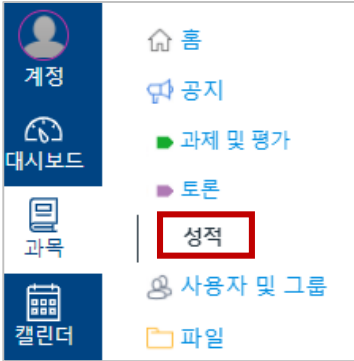 계정
대시보드
과목
캘린더
홈
공지
과제 및 평가
토론
성적
사용자 및 그룹
파일